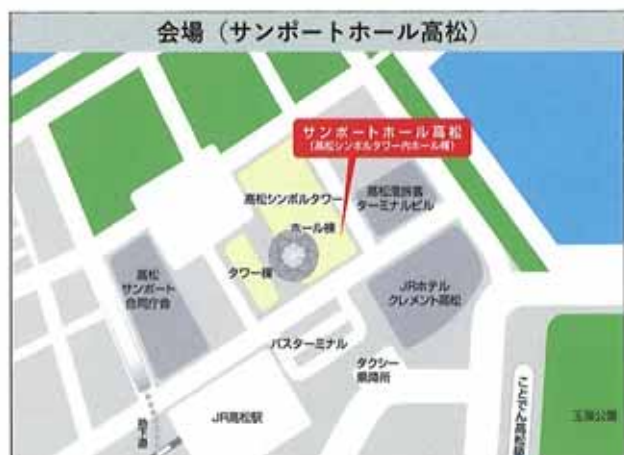 会場（サンポートホール高松）
サンポートホール高松
（高松シンボルタワー内ホール棟）
高松シンボルタワー
ホール棟
高松港旅客
ターミナルビル
タワー棟
高松
サンポート
合同庁舎
JRホテル
クレメント高松
バスターミナル
タクシー
乗降所
JR高松駅
地下道
ことでん高松築
玉藻公園